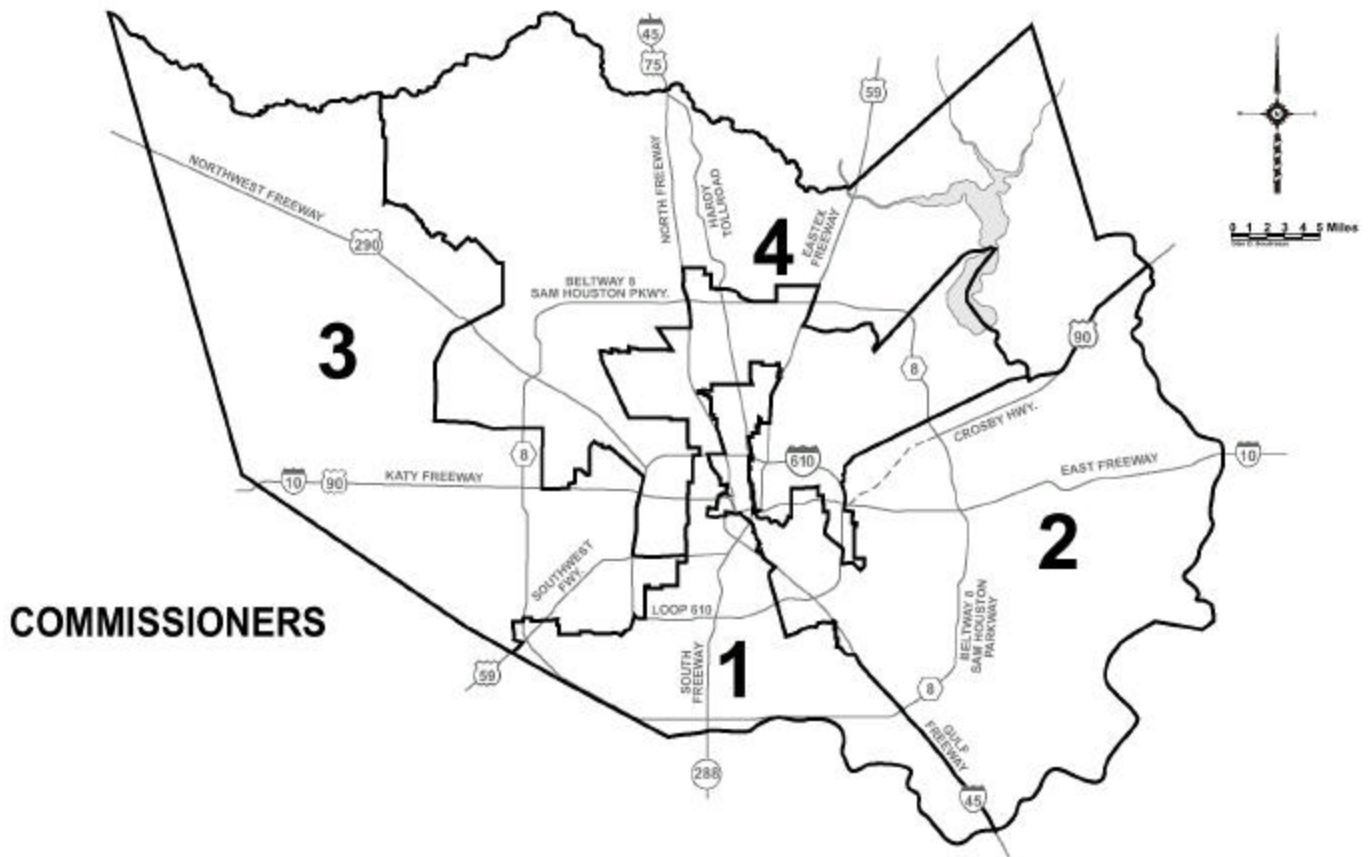 45
75
59
NORTHWEST FREEWAY
NORTH FREEWAY
HARDY
TOLLROAD
EASTEX
FREEWAY
0 1 2 3 4 5 Miles
290
4
BELTWAY 8
SAM HOUSTON PKWY.
3
90
8
CROSBY HWY.
8
610
10
90
KATY FREEWAY
EAST FREEWAY
10
2
SOUTHWEST
FWY.
COMMISSIONERS
LOOP 610
BELTWAY 8
SAM HOUSTON
PARKWAY
59
SOUTH
FREEWAY
1
8
GULF
FREEWAY
288
45